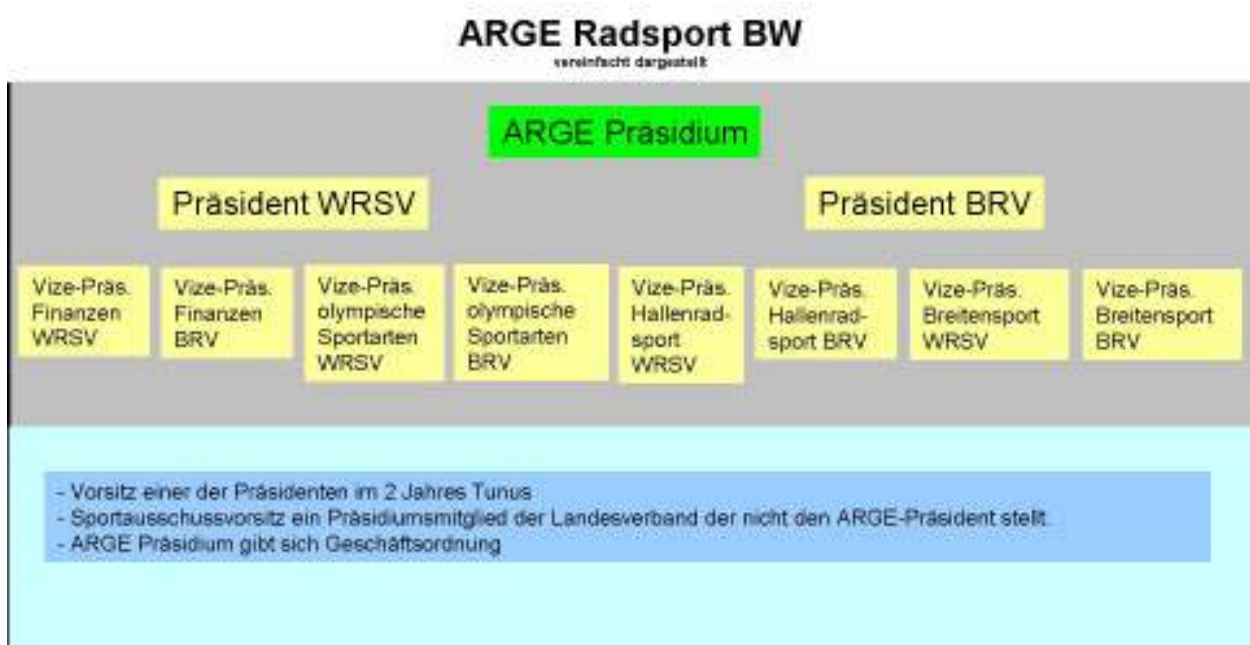 ARGE Radsport BW
vereinfacht dargestellt
ARGE Präsidium
Präsident WRSV
Präsident BRV
Vize-Präs.
Finanzen
WRSV
Vize-Präs.
Finanzen
BRV
Vize-Präs.
olympische
Sportarten
WRSV
Vize-Präs.
olympische
Sportarten
BRV
Vize-Präs.
Hallenrad-
sport
WRSV
Vize-Präs.
Hallenrad-
sport BRV
Vize-Präs.
Breitensport
WRSV
Vize-Präs.
Breitensport
BRV
- Vorsitz einer der Präsidenten im 2 Jahres Tunus
- Sportausschussvorsitz ein Präsidiumsmitglied der Landesverband der nicht den ARGE-Präsident stellt.
- ARGE Präsidium gibt sich Geschäftsordnung